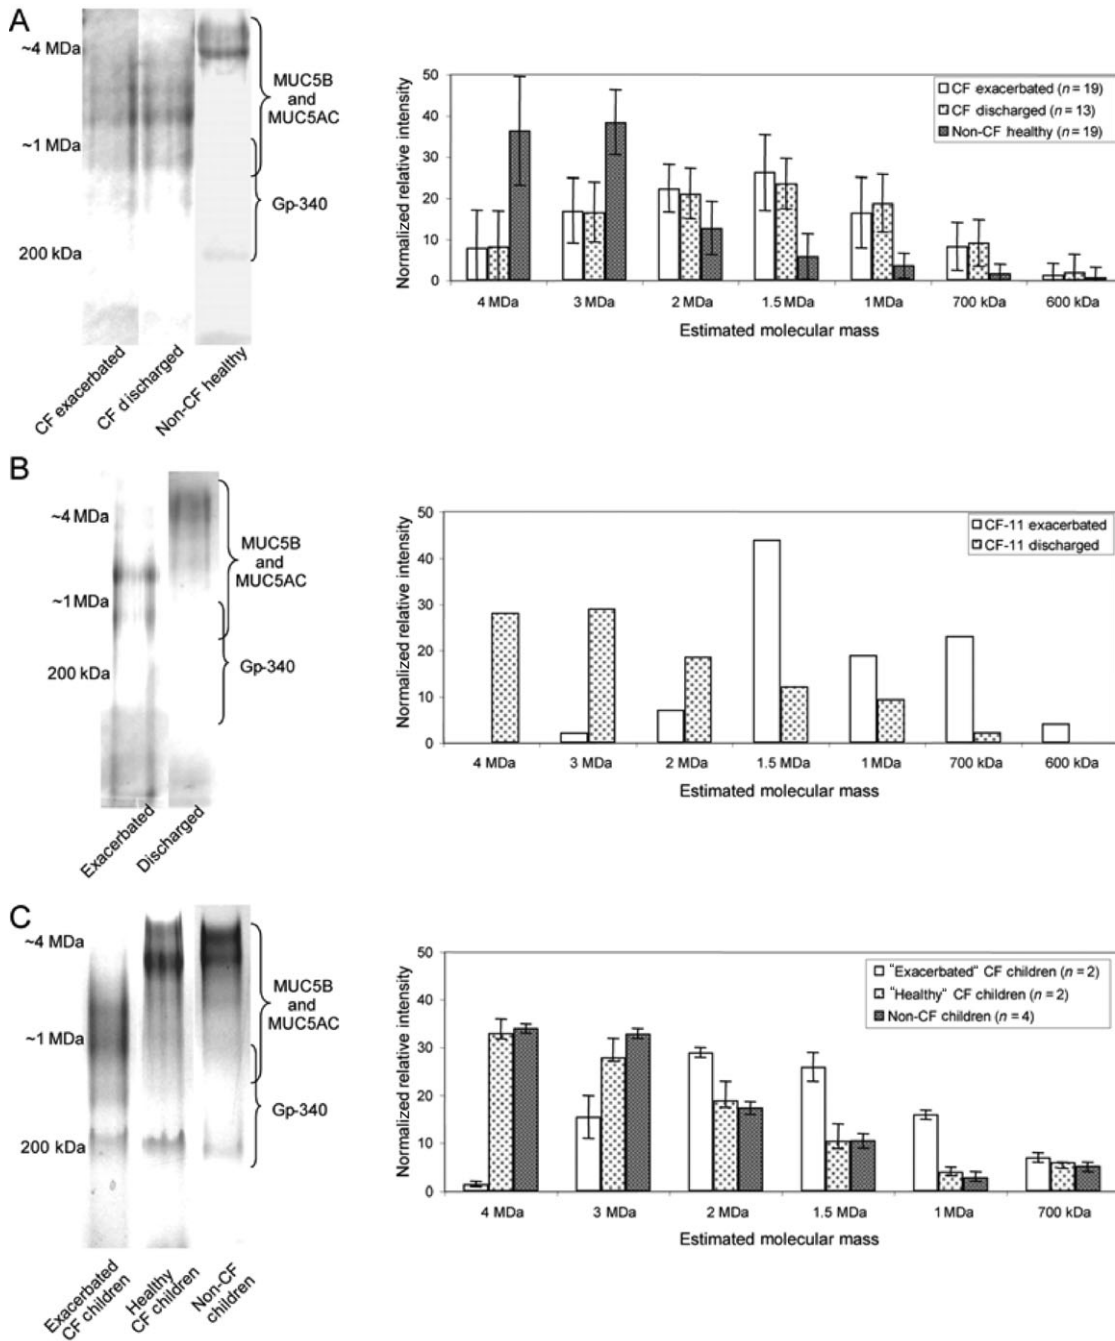 A
~4 MDa
~1 MDa
200 kDa
MUC5B
and
MUC5AC
Gp-340
CF exacerbated
CF discharged
Non-CF healthy
Normalized relative intensity
50
40
30
20
10
0
CF exacerbated (n = 19)
CF discharged (n = 13)
Non-CF healthy (n = 19)
4 MDa 3 MDa 2 MDa 1.5 MDa 1MDa 700 kDa 600 kDa
Estimated molecular mass
B
~4 MDa
~1MDa
200 kDa
MUC5B
and
MUC5AC
Gp-340
Exacerbated
Discharged
Normalized relative intensity
50
40
30
20
10
0
CF-11 exacerbated
CF-11 discharged
4 MDa 3 MDa 2 MDa 1.5 MDa 1 MDa 700 kDa 600 kDa
Estimated molecular mass
C
~4 MDa
~1 MDa
200 kDa
MUC5B
and
MUC5AC
Gp-340
Exacerbated
CF children
Healthy
CF children
Non-CF
children
Normalized relative intensity
50
40
30
20
10
0
"Exacerbated" CF children (n = 2)
"Healthy" CF children (n = 2)
Non-CF children (n = 4)
4 MDa 3 MDa 2 MDa 1.5 MDa 1MDa 700 kDa
Estimated molecular mass